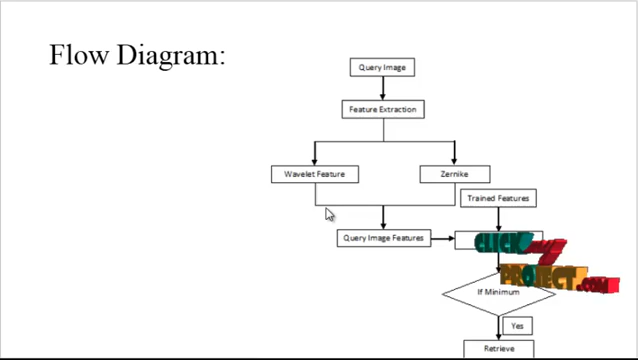 Flow Diagram:
Query Image
Feature Extraction
Wavelet Feature
Zernike
Trained Features
Query Image Features
CLICK
PROJECT.COM
If Minimum
Yes
Retrieve